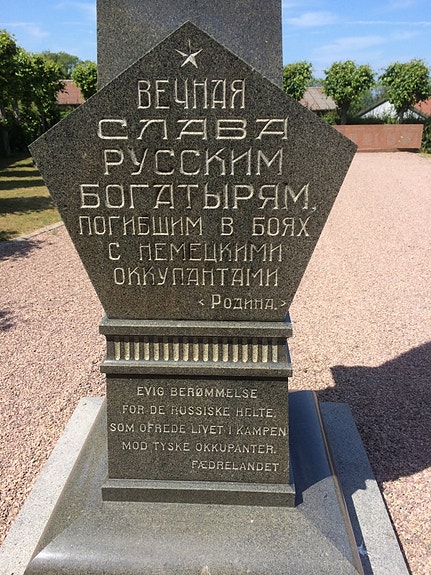 ВЕЧНАЯ
СЛАВА
РУССКИМ
БОГАТЫРЯМ,
ПОГИБШИМ В БОЯХ
С НЕМЕЦКИМИ
ОККУПАНТАМИ
<РОДИНА.>
EVIG BERØMMELSE
FOR DE RUSSISKE HELTE,
SOM OFREDE LIVET I KAMPEN
MOD TYSKE OKKUPANTER.
FÆDRELANDET